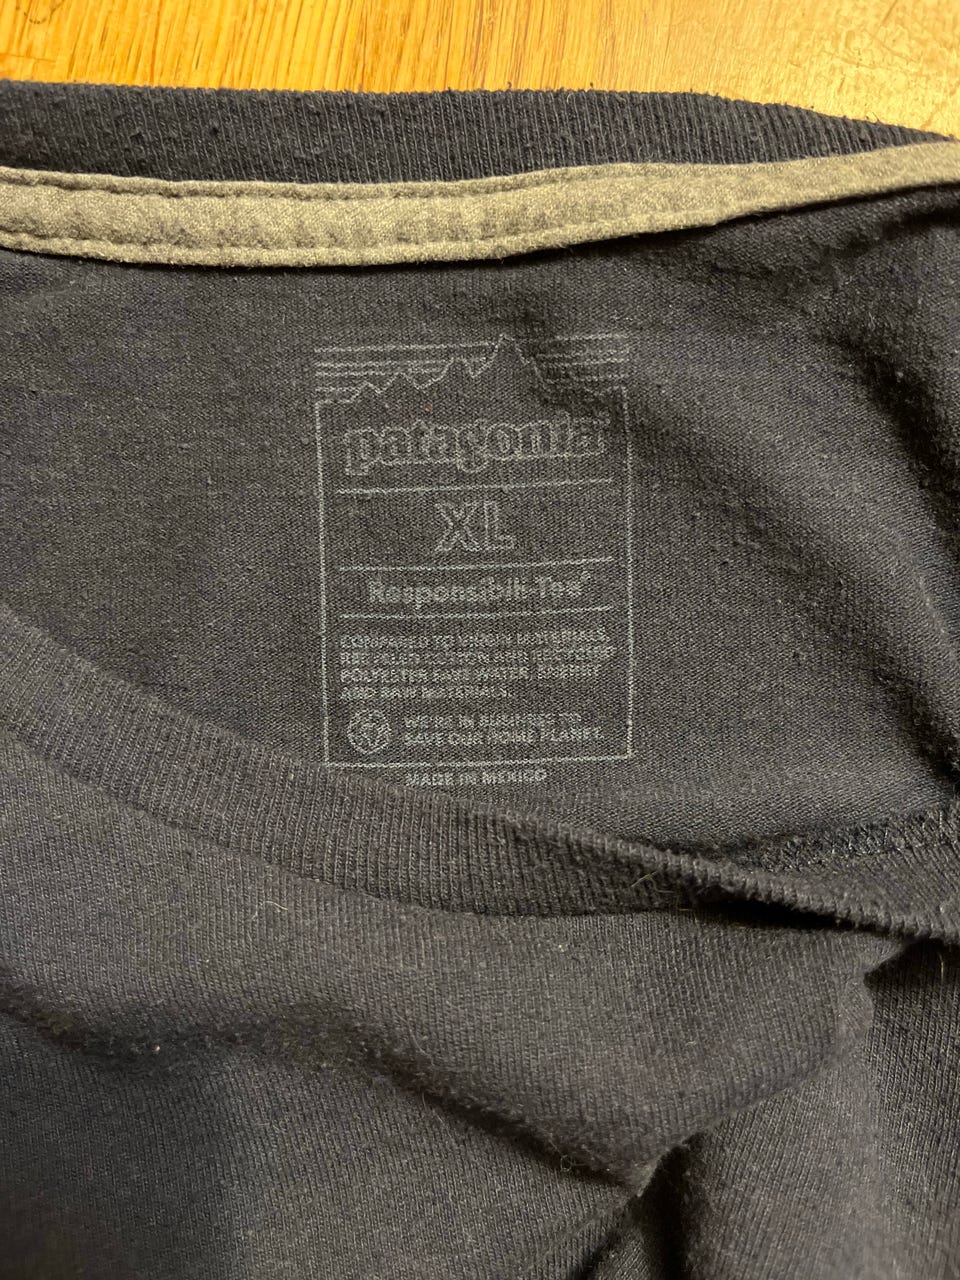 patagonia
XL
Responsibili-Tee®
COMPARED TO VIRGIN MATERIALS,
RECYCLED COTTON AND RECYCLED
POLYESTER SAVE WATER, ENERGY
AND RAW MATERIALS.
WE'RE IN BUSINESS TO
SAVE OUR HOME PLANET.
MADE IN MEXICO